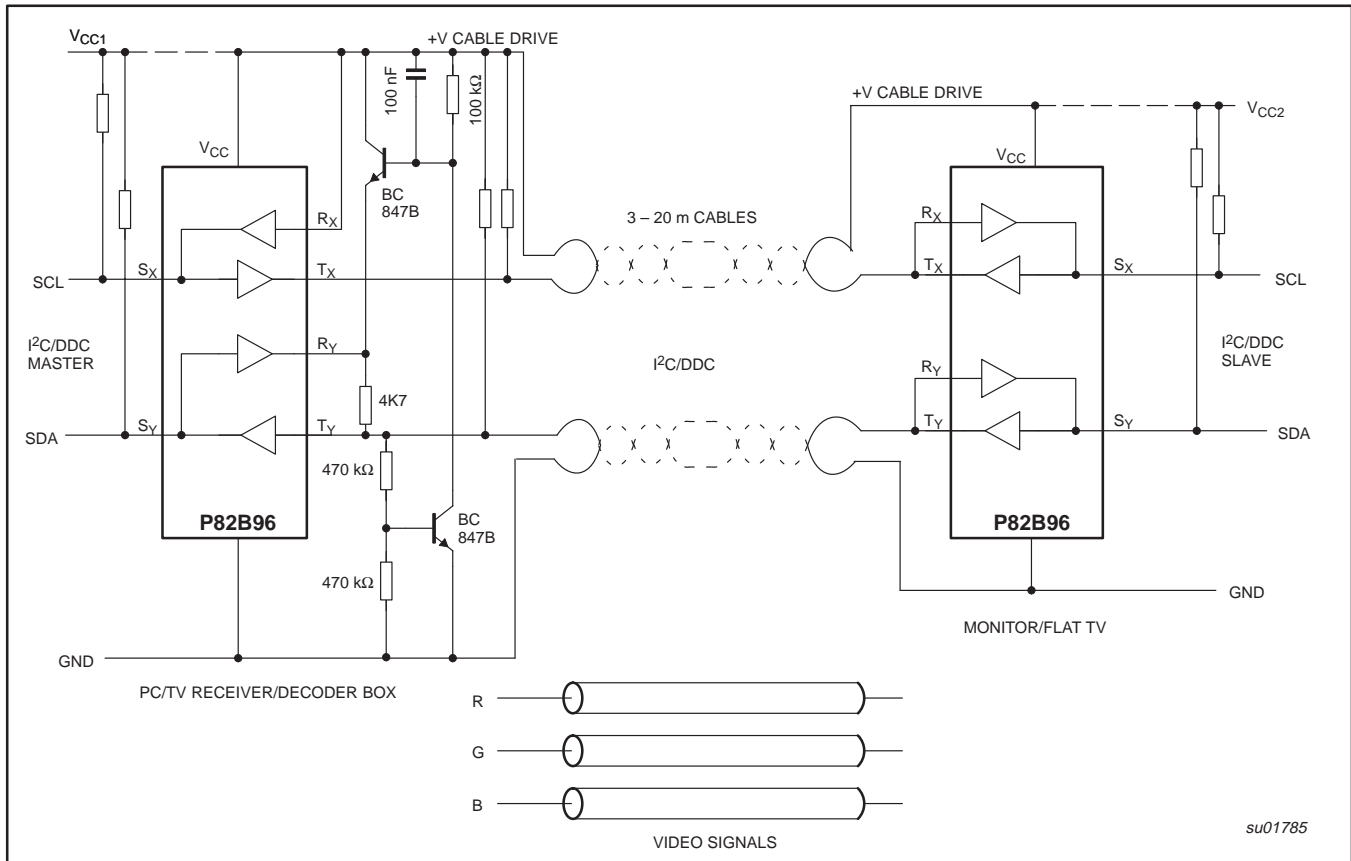 VCC1
+V CABLE DRIVE
100 nF
100 kΩ
+V CABLE DRIVE
VCC2
VCC
VCC
BC
847B
3 – 20 m CABLES
RX
RX
SX
TX
TX
SX
SCL
SCL
I²C/DDC
MASTER
RY
I²C/DDC
I²C/DDC
SLAVE
RY
4K7
SY
TY
TY
SY
SDA
SDA
470 kΩ
P82B96
BC
847B
P82B96
470 kΩ
GND
MONITOR/FLAT TV
GND
PC/TV RECEIVER/DECODER BOX
R
G
B
VIDEO SIGNALS
su01785